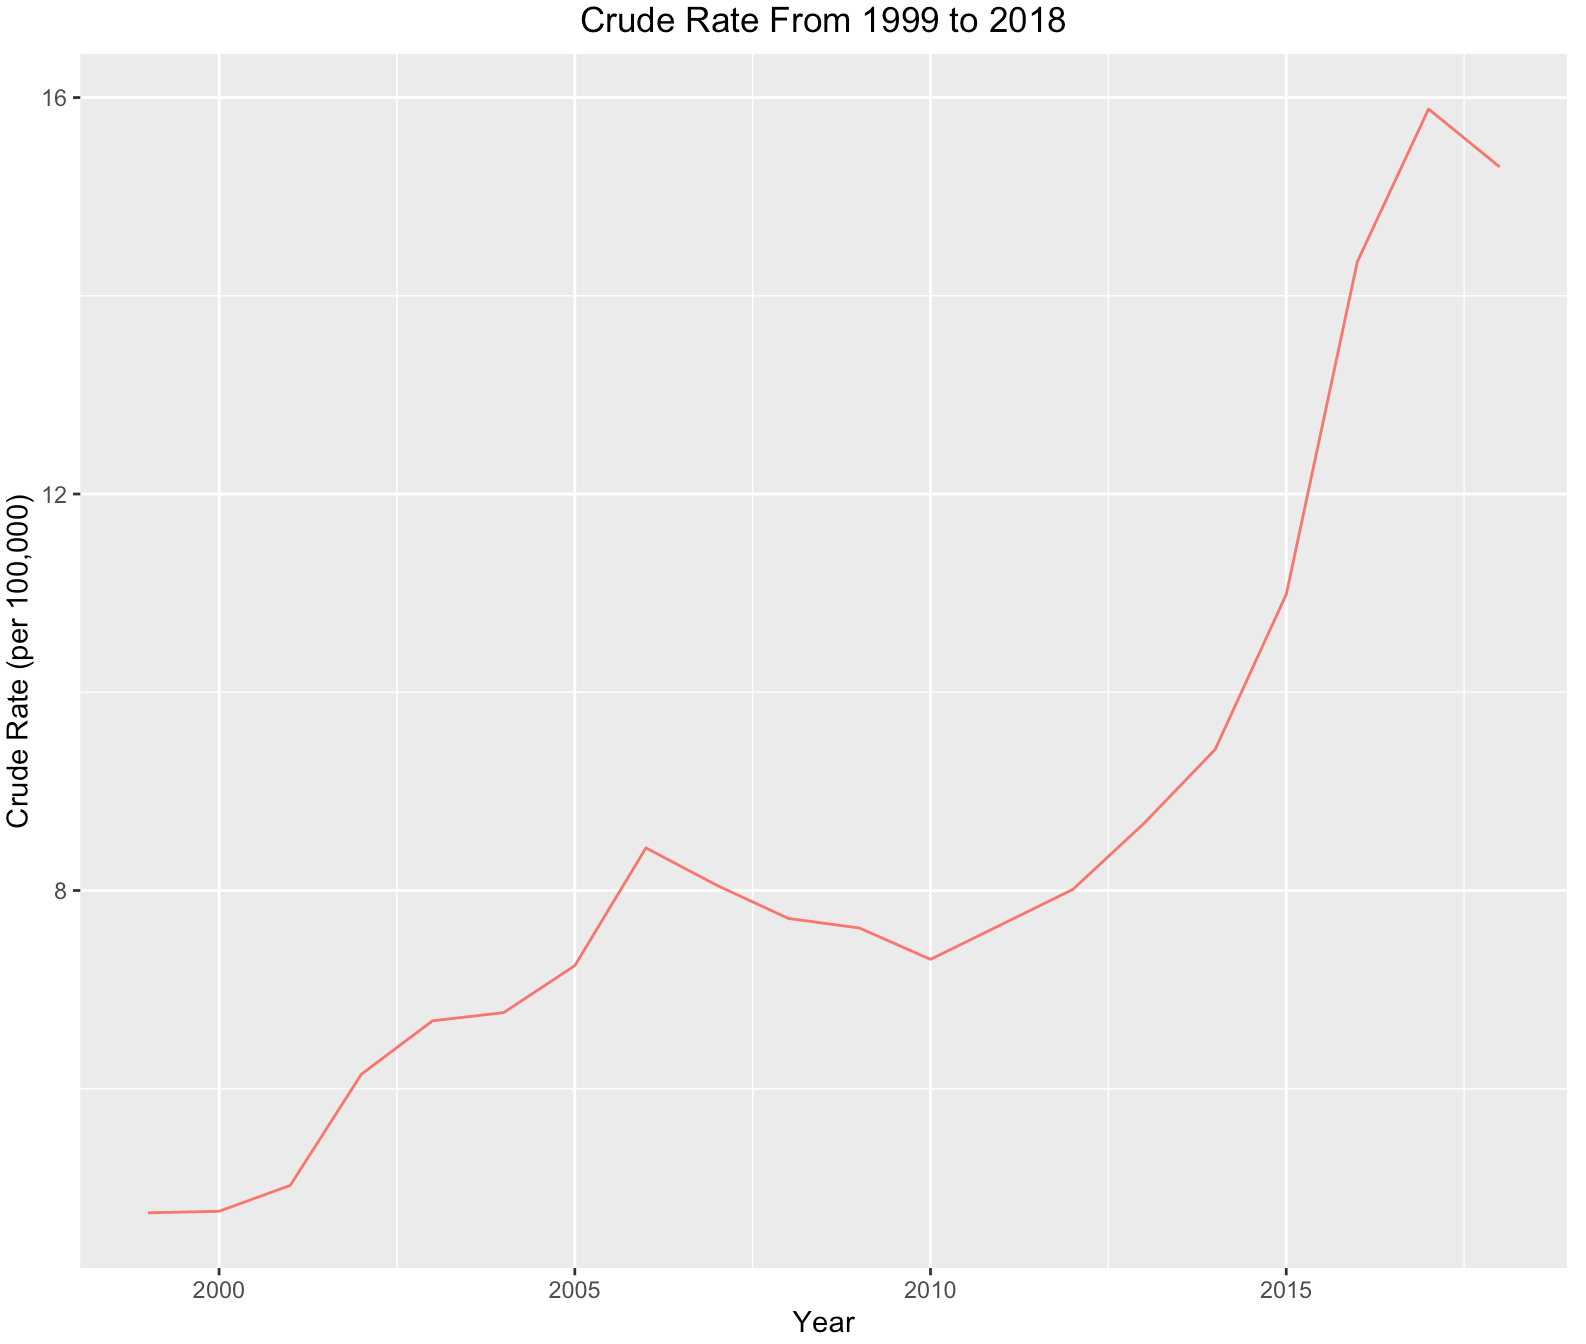 Crude Rate From 1999 to 2018
16
12
8
Crude Rate (per 100,000)
2000 2005 2010 2015
Year